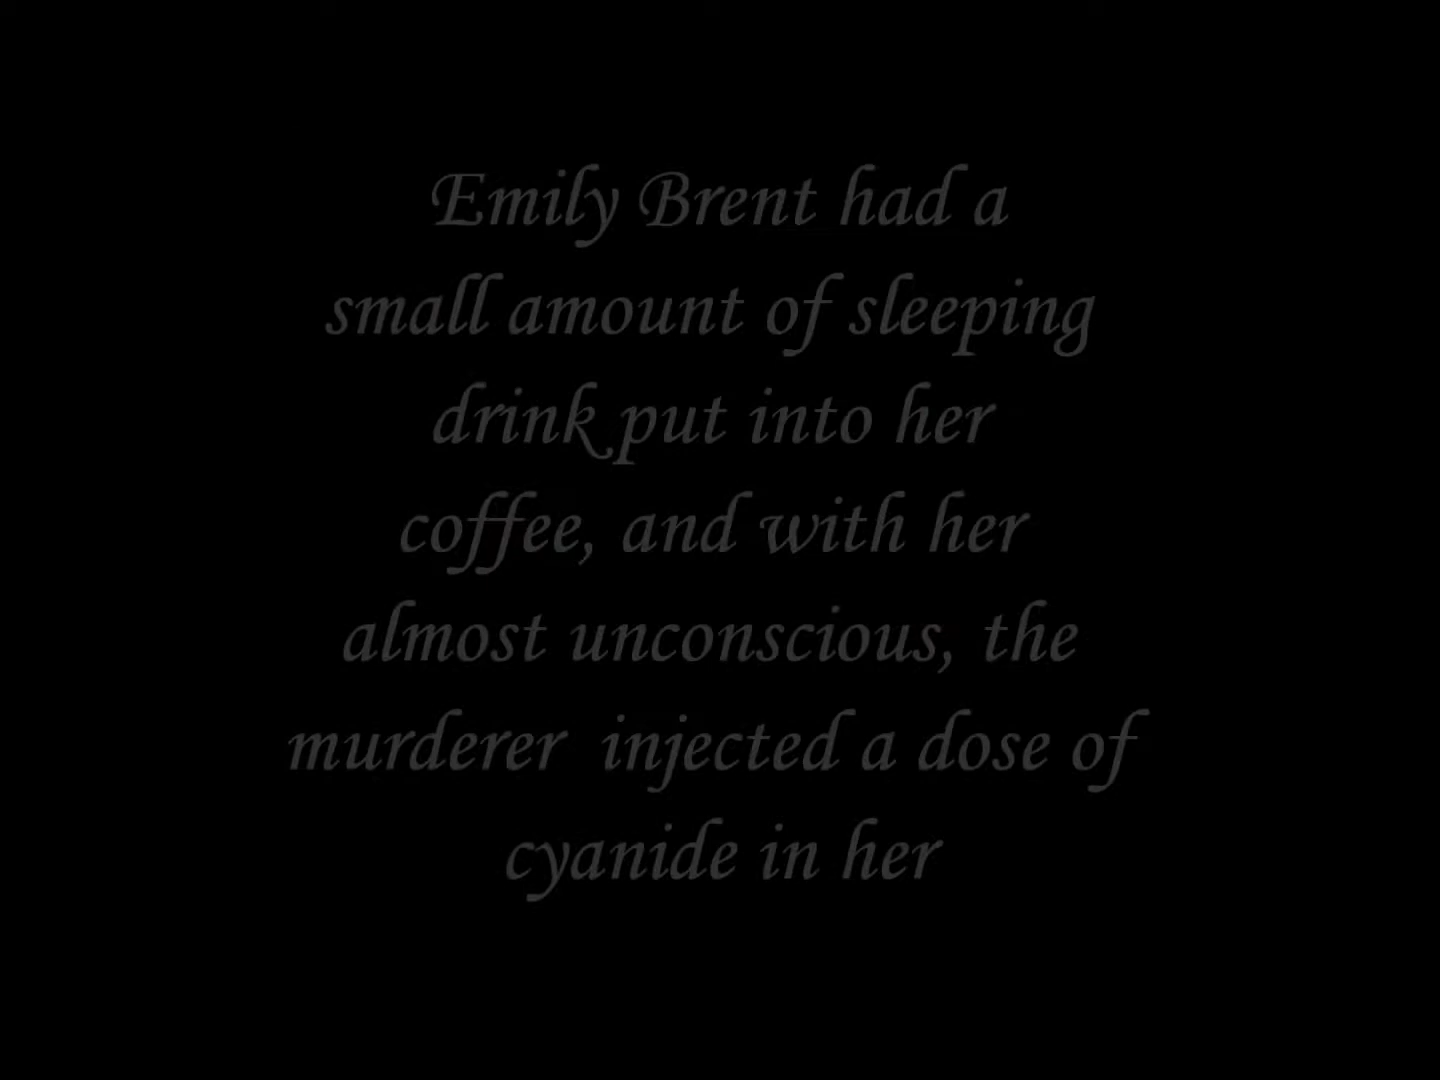 Emily Brent had a
small amount of sleeping
drink put into her
coffee, and with her
almost unconscious, the
murderer injected a dose of
cyanide in her